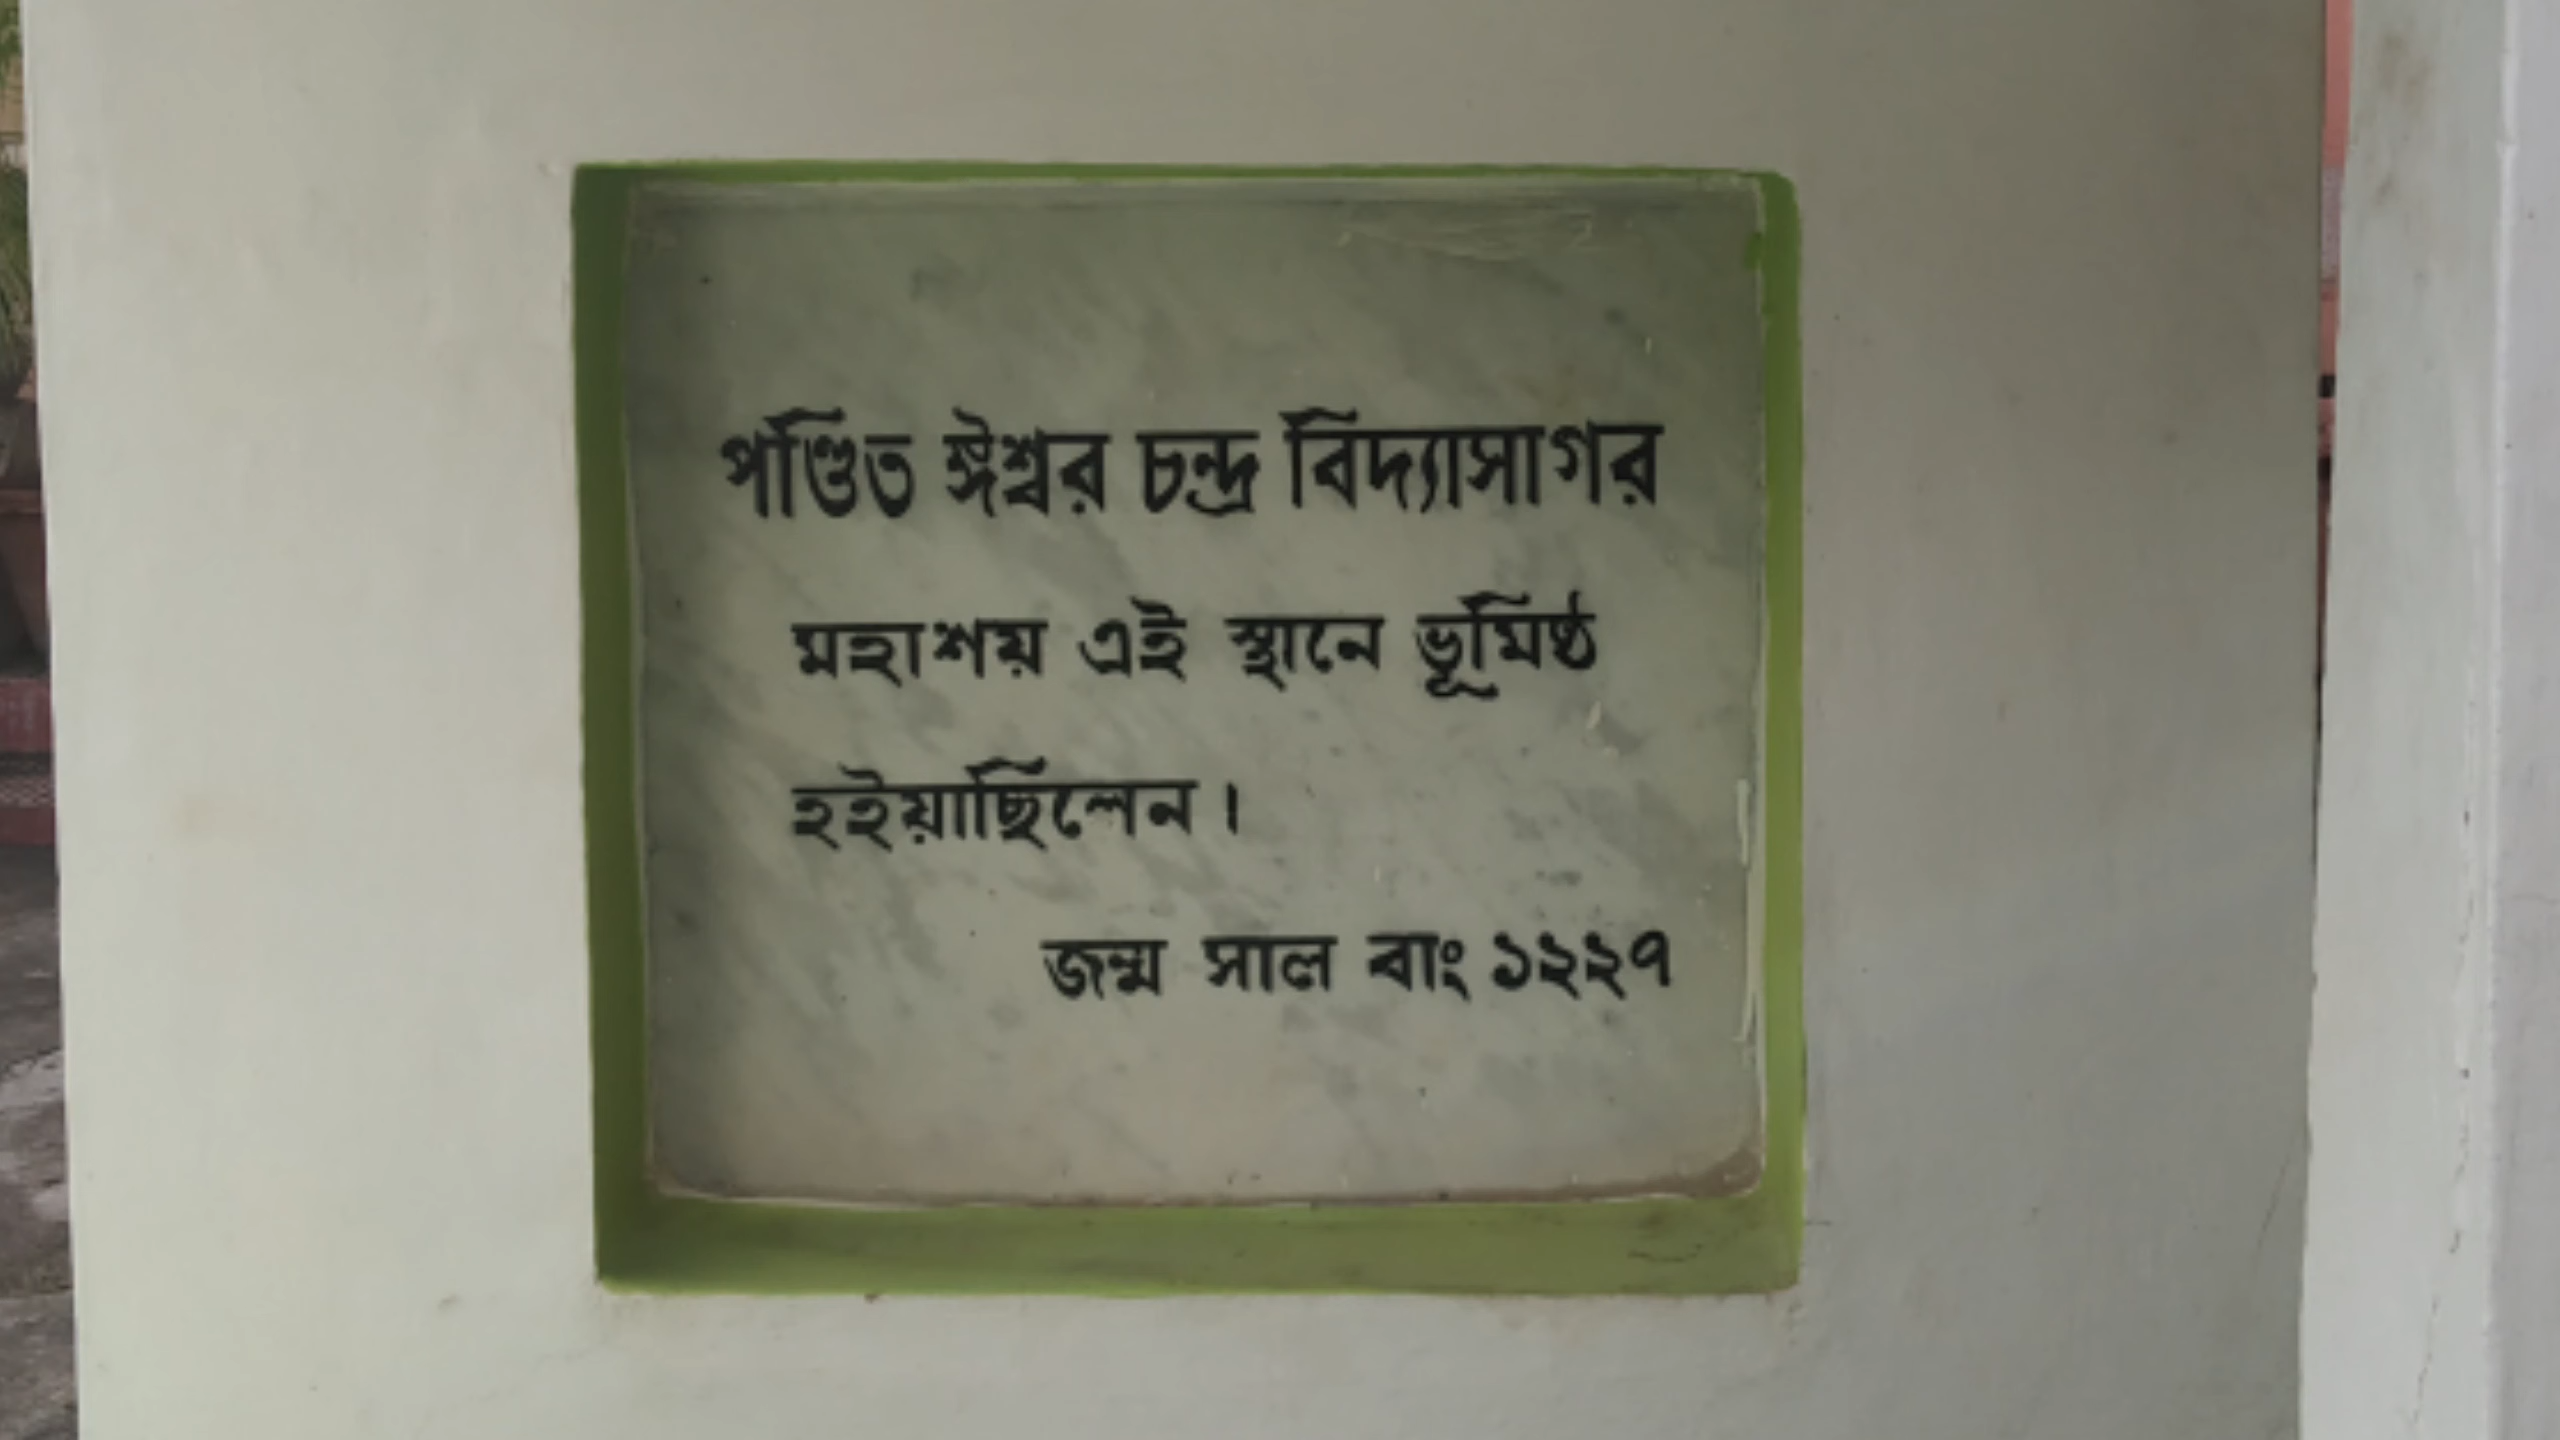 পণ্ডিত ঈশ্বর চন্দ্র বিদ্যাসাগর
মহাশয় এই স্থানে ভূমিষ্ঠ
হইয়াছিলেন।
জন্ম সাল বাং ১২২৭